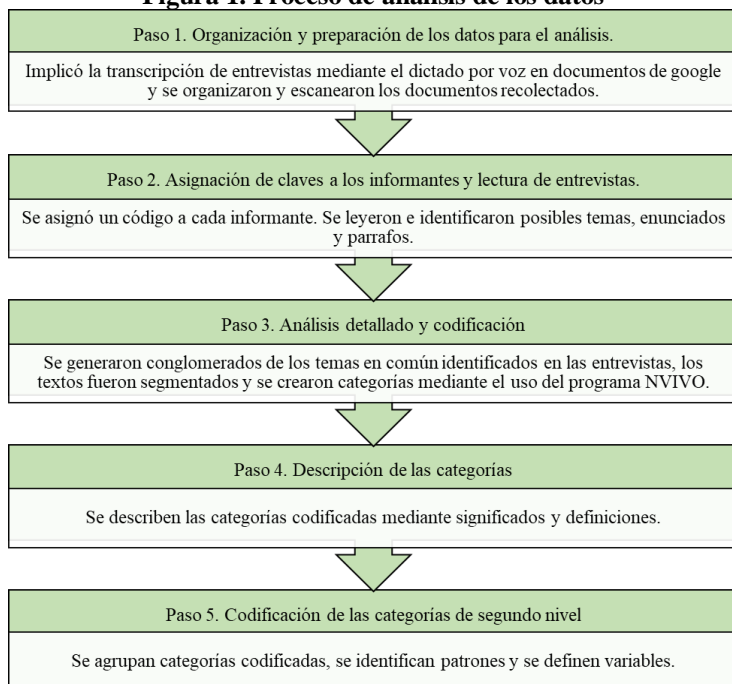 Figura 1. Proceso de análisis de los datos
Paso 1. Organización y preparación de los datos para el análisis.
Implicó la transcripción de entrevistas mediante el dictado por voz en documentos de google
y se organizaron y escanearon los documentos recolectados.
Paso 2. Asignación de claves a los informantes y lectura de entrevistas.
Se asignó un código a cada informante. Se leyeron e identificaron posibles temas, enunciados
y parrafos.
Paso 3. Análisis detallado y codificación
Se generaron conglomerados de los temas en común identificados en las entrevistas, los
textos fueron segmentados y se crearon categorías mediante el uso del programa NVIVO.
Paso 4. Descripción de las categorías
Se describen las categorías codificadas mediante significados y definiciones.
Paso 5. Codificación de las categorías de segundo nivel
Se agrupan categorías codificadas, se identifican patrones y se definen variables.